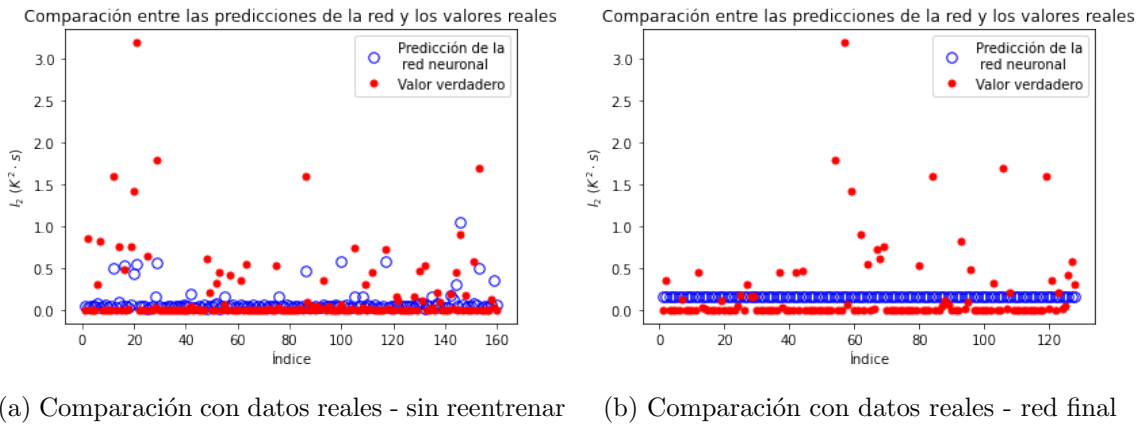 Comparación entre las predicciones de la red y los valores reales
3.0
2.5
2.0
1.5
1.0
0.5
0.0
I₂ (K² · s)
0 20 40 60 80 100 120 140 160
Índice
Predicción de la
red neuronal
Valor verdadero
(a) Comparación con datos reales - sin reentrenar
Comparación entre las predicciones de la red y los valores reales
3.0
2.5
2.0
1.5
1.0
0.5
0.0
I₂ (K² · s)
0 20 40 60 80 100 120
Índice
Predicción de la
red neuronal
Valor verdadero
(b) Comparación con datos reales - red final